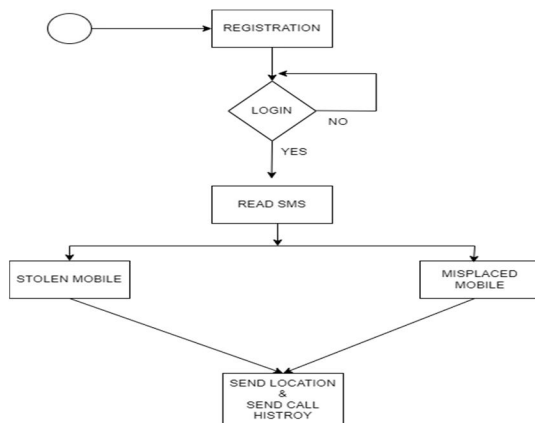 REGISTRATION
LOGIN
NO
YES
READ SMS
STOLEN MOBILE
MISPLACED
MOBILE
SEND LOCATION
&
SEND CALL
HISTROY